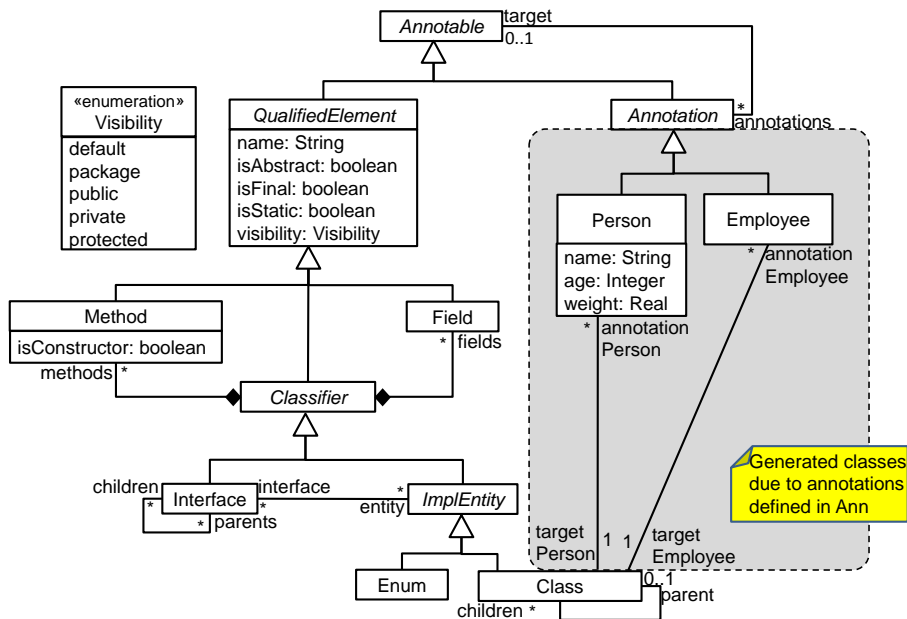 target
Annotable
0..1
«enumeration»
Visibility
default
package
public
private
protected
QualifiedElement
name: String
isAbstract: boolean
isFinal: boolean
isStatic: boolean
visibility: Visibility
Annotation
*
annotations
Person
name: String
age: Integer
weight: Real
Employee
* annotation
Employee
* annotation
Person
Method
isConstructor: boolean
methods *
Field
* fields
Classifier
children
*
Interface
* parents
interface
*
*
entity
ImplEntity
Generated classes
due to annotations
defined in Ann
target
Person
1
1
target
Employee
Enum
Class
0..1
parent
children *